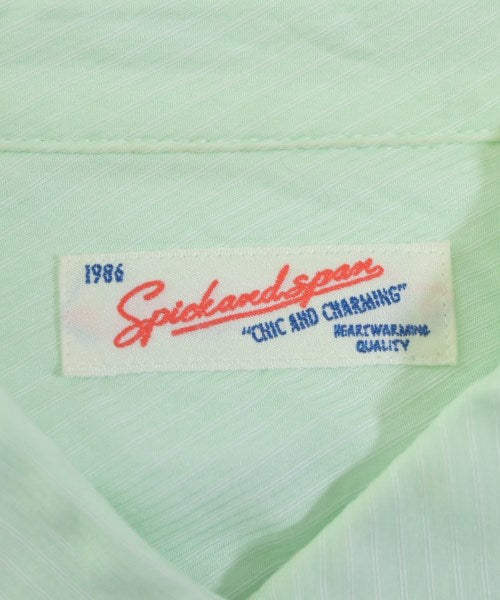 1986
Spickandspan
"CHIC AND CHARMING"
HEARTWARMING
QUALITY